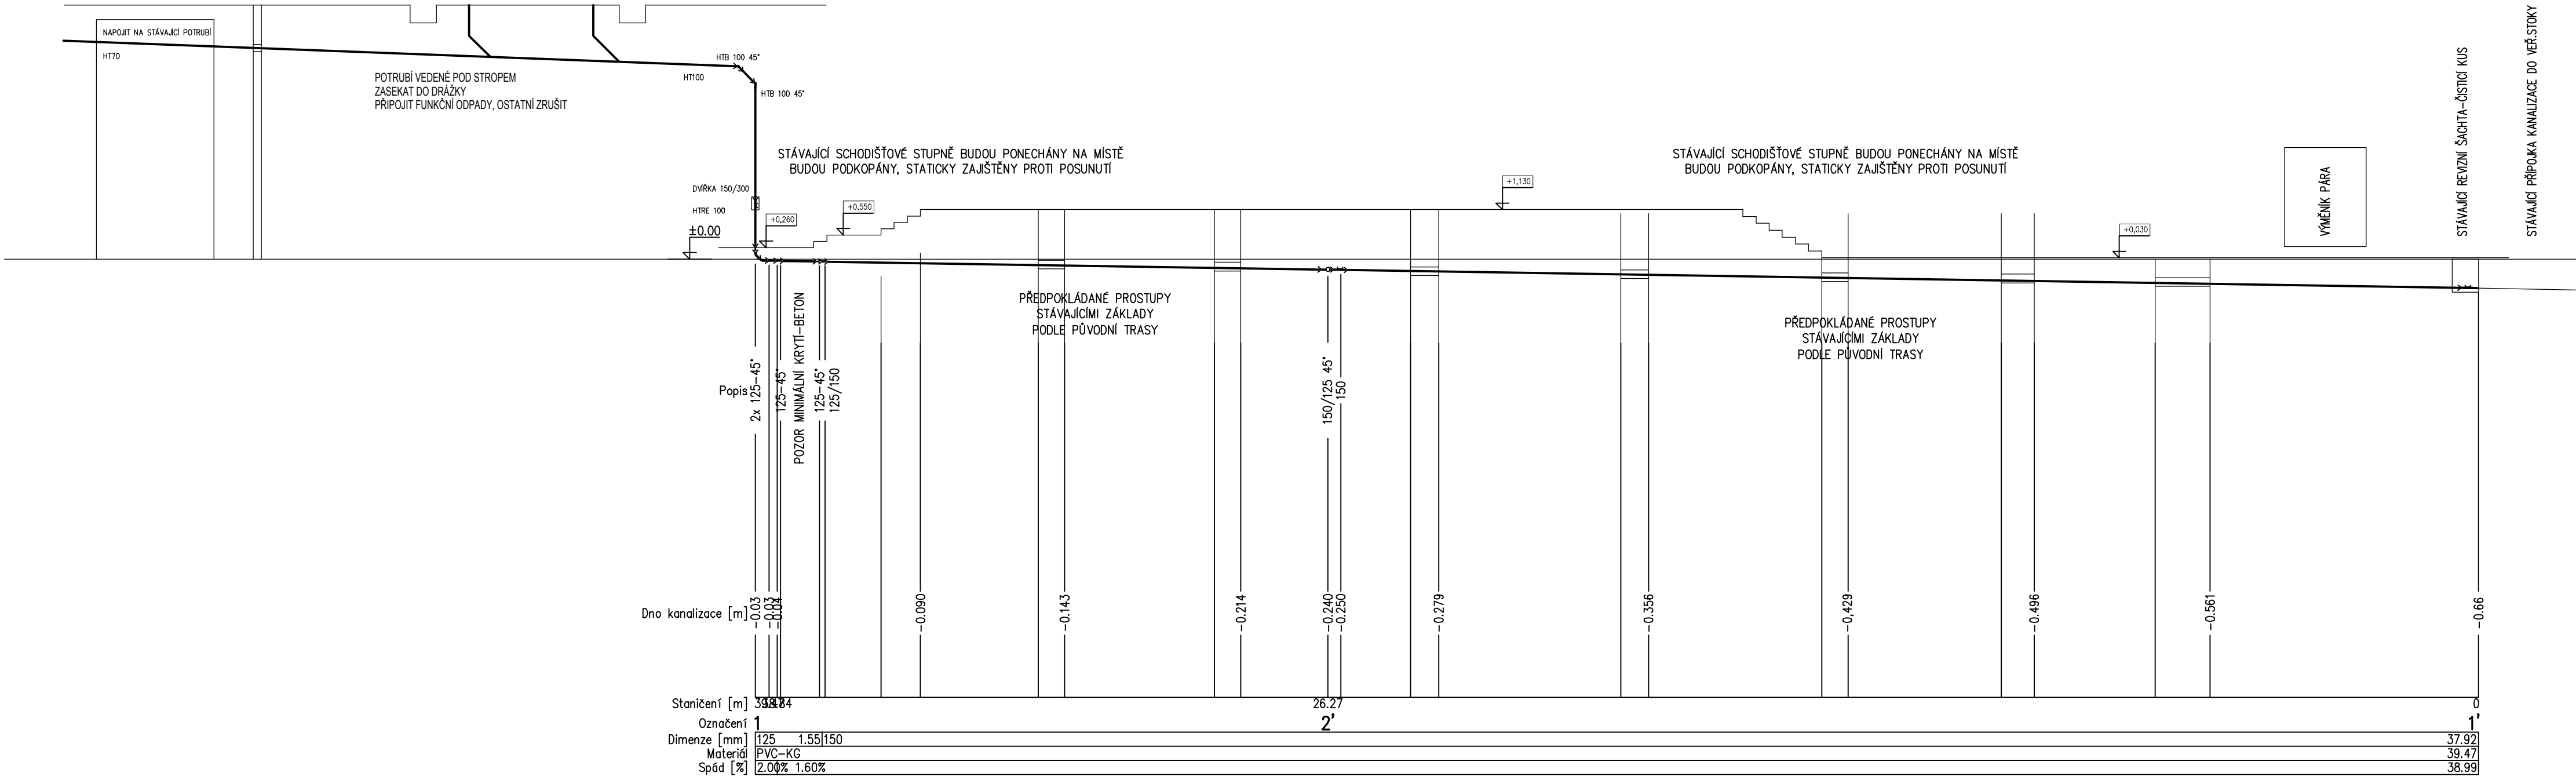 NAPOJIT NA STÁVAJÍCÍ POTRUBÍ
HT70
POTRUBÍ VEDENÉ POD STROPEM
ZASEKAT DO DRÁŽKY
PŘIPOJIT FUNKČNÍ ODPADY, OSTATNÍ ZRUŠIT
HTB 100 45°
HT100
HTB 100 45°
STÁVAJÍCÍ SCHODIŠŤOVÉ STUPNĚ BUDOU PONECHÁNY NA MÍSTĚ
BUDOU PODKOPÁNY, STATICKY ZAJIŠTĚNY PROTI POSUNUTÍ
STÁVAJÍCÍ SCHODIŠŤOVÉ STUPNĚ BUDOU PONECHÁNY NA MÍSTĚ
BUDOU PODKOPÁNY, STATICKY ZAJIŠTĚNY PROTI POSUNUTÍ
DVÍŘKA 150/300
HTRE 100
±0.00
+0,260
+0,550
+1,130
+0,030
VÝMĚNÍK PÁRA
STÁVAJÍCÍ REVIZNÍ ŠACHTA-ČISTICÍ KUS
STÁVAJÍCÍ PŘÍPOJKA KANALIZACE DO VEŘ.STOKY
PŘEDPOKLÁDANÉ PROSTUPY
STÁVAJÍCÍMI ZÁKLADY
PODLE PŮVODNÍ TRASY
PŘEDPOKLÁDANÉ PROSTUPY
STÁVAJÍCÍMI ZÁKLADY
PODLE PŮVODNÍ TRASY
Popis
2x 125-45°
125-45°
POZOR MINIMÁLNÍ KRYTÍ-BETON
125-45°
125/150
150/125 45°
150
Dno kanalizace [m]
-0.03
-0.03
-0.04
-0.090
-0.143
-0.214
-0.240
-0.250
-0.279
-0.356
-0,429
-0.496
-0.561
-0.66
Staničení [m]
26.27
0
Označení
1
2'
1'
Dimenze [mm]
125 1.55 150
37.92
Materiál
PVC-KG
39.47
Spád [%]
2.00% 1.60%
38.99